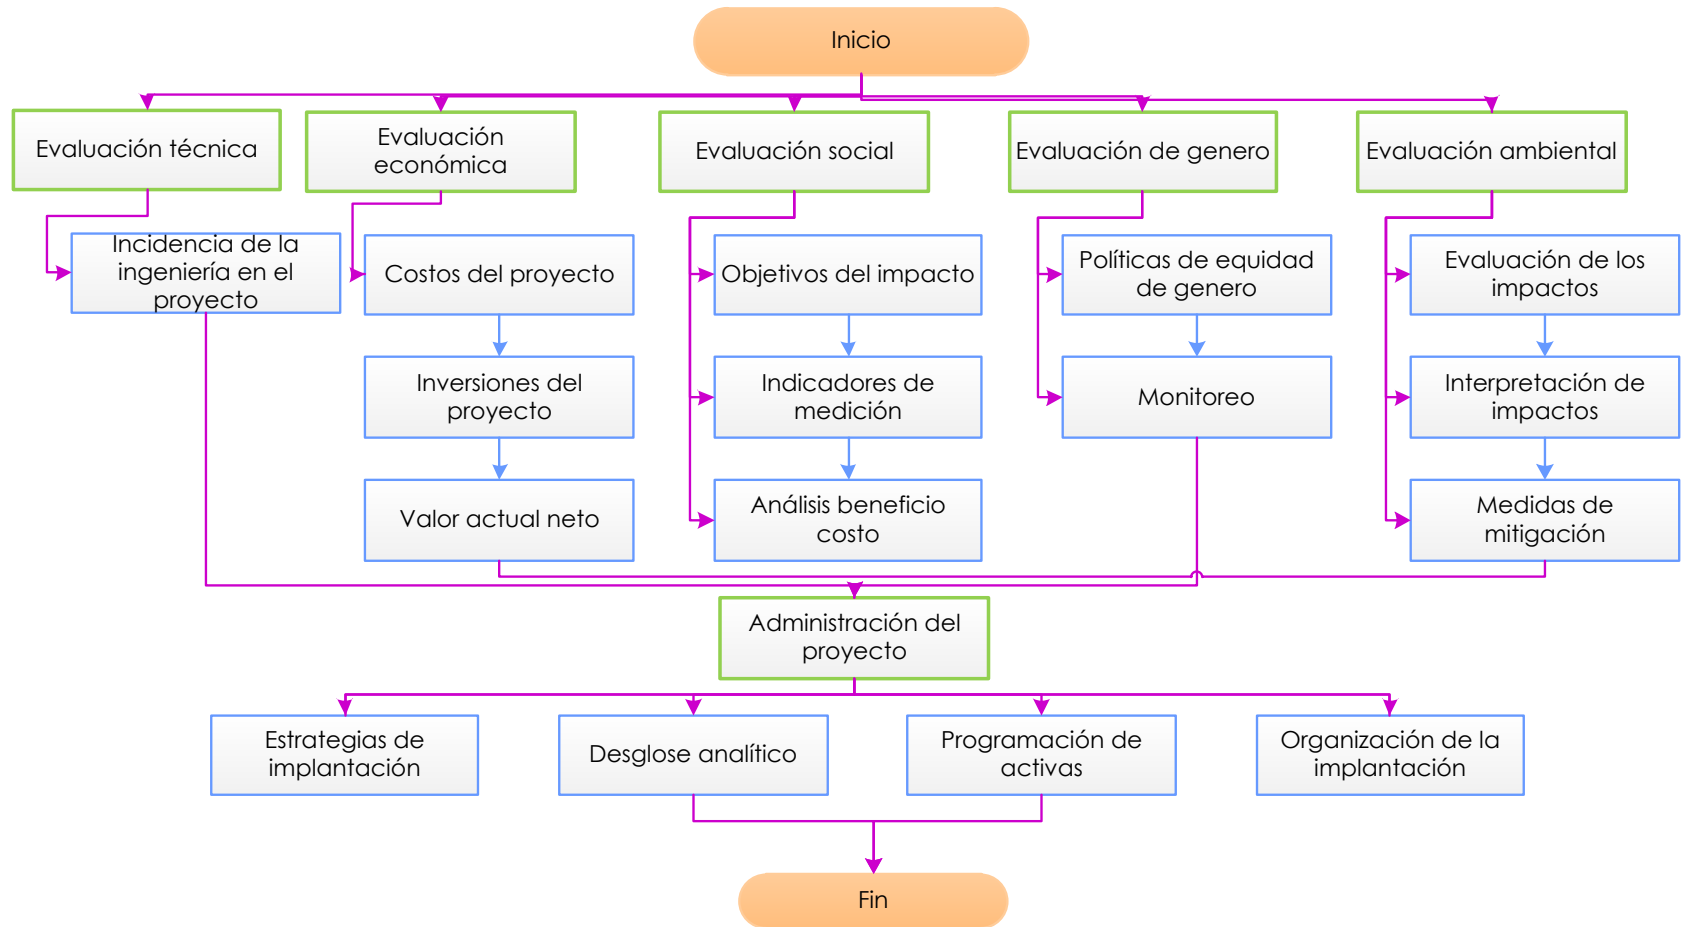 Inicio
Evaluación técnica
Evaluación
económica
Evaluación social
Evaluación de genero
Evaluación ambiental
Incidencia de la
ingeniería en el
proyecto
Costos del proyecto
Objetivos del impacto
Políticas de equidad
de genero
Evaluación de los
impactos
Inversiones del
proyecto
Indicadores de
medición
Monitoreo
Interpretación de
impactos
Valor actual neto
Análisis beneficio
costo
Medidas de
mitigación
Administración del
proyecto
Estrategias de
implantación
Desglose analítico
Programación de
activas
Organización de la
implantación
Fin